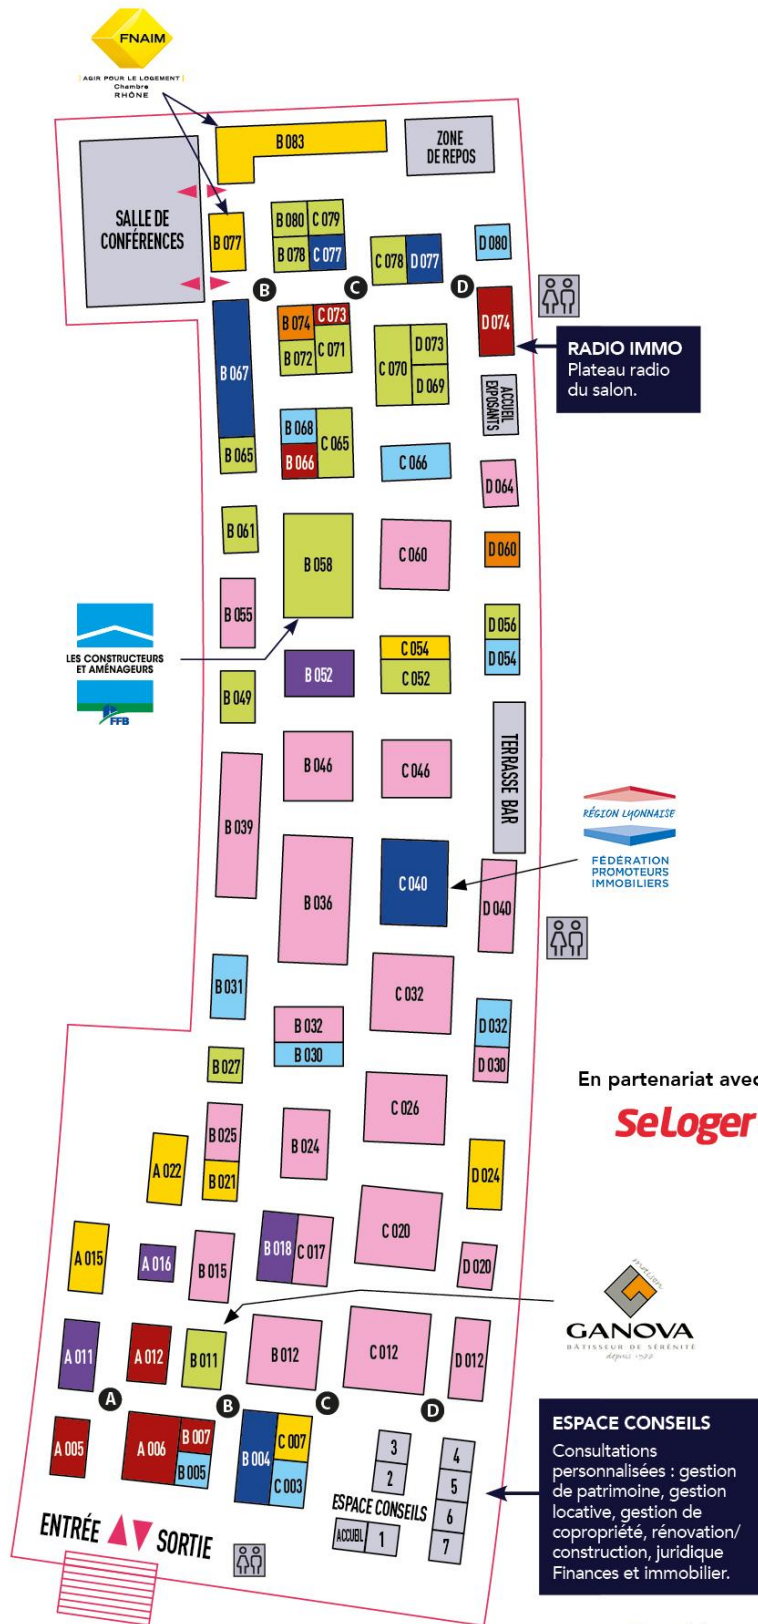 FNAIM
AGIR POUR LE LOGEMENT
Chambre
RHÔNE
B 083
ZONE
DE REPOS
SALLE DE
CONFÉRENCES
B 077
B 080
C 079
B 078
C 077
C 078
D 077
D 080
B
C
D
B 067
B 074
C 073
B 072
C 071
C 070
D 073
D 069
D 074
RADIO IMMO
Plateau radio
du salon.
ACCUEIL
EXPOSANTS
B 065
B 068
B 066
C 065
C 066
D 064
B 061
B 058
C 060
D 060
B 055
D 056
D 054
LES CONSTRUCTEURS
ET AMÉNAGEURS
FFB
B 052
C 054
C 052
B 049
B 046
C 046
TERRASSE BAR
B 039
RÉGION LYONNAISE
FÉDÉRATION
PROMOTEURS
IMMOBILIERS
B 036
C 040
D 040
B 031
C 032
B 032
B 030
D 032
D 030
B 027
En partenariat avec
SeLoger
C 026
B 025
B 021
B 024
A 022
D 024
A 015
A 016
B 015
B 018
C 017
C 020
D 020
maison
GANOVA
BÂTISSEUR DE SÉRÉNITÉ
depuis 1922
A 011
A 012
B 011
B 012
C 012
D 012
A
B
C
D
A 005
A 006
B 007
B 005
B 004
C 007
C 003
3
2
4
5
6
7
ESPACE CONSEILS
ACCUEIL
1
ESPACE CONSEILS
Consultations
personnalisées : gestion
de patrimoine, gestion
locative, gestion de
copropriété, rénovation/
construction, juridique
Finances et immobilier.
ENTRÉE
SORTIE